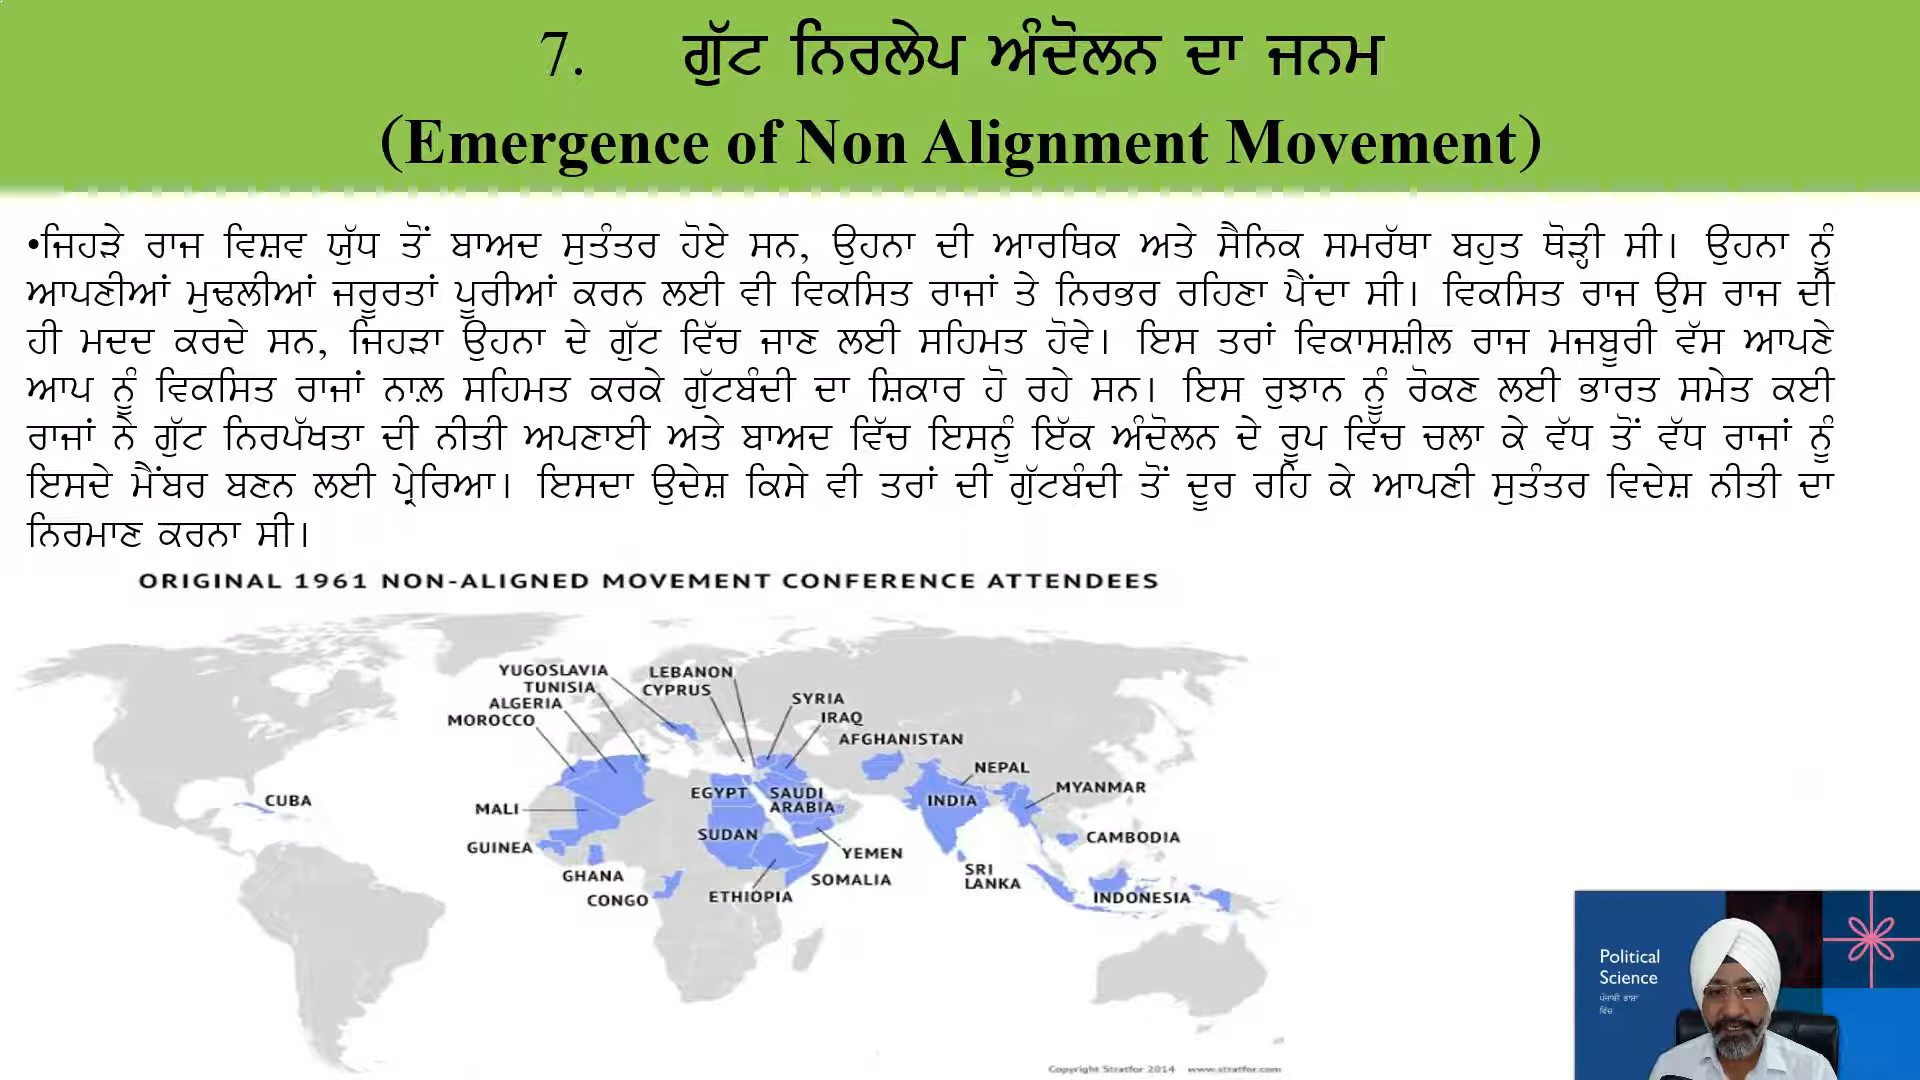 7. ਗੁੱਟ ਨਿਰਲੇਪ ਅੰਦੋਲਨ ਦਾ ਜਨਮ
(Emergence of Non Alignment Movement)
•ਜਿਹੜੇ ਰਾਜ ਵਿਸ਼ਵ ਯੁੱਧ ਤੋਂ ਬਾਅਦ ਸੁਤੰਤਰ ਹੋਏ ਸਨ, ਉਹਨਾ ਦੀ ਆਰਥਿਕ ਅਤੇ ਸੈਨਿਕ ਸਮਰੱਥਾ ਬਹੁਤ ਥੋੜ੍ਹੀ ਸੀ। ਉਹਨਾ ਨੂੰ
ਆਪਣੀਆਂ ਮੁਢਲੀਆਂ ਜਰੂਰਤਾਂ ਪੂਰੀਆਂ ਕਰਨ ਲਈ ਵੀ ਵਿਕਸਿਤ ਰਾਜਾਂ ਤੇ ਨਿਰਭਰ ਰਹਿਣਾ ਪੈਂਦਾ ਸੀ। ਵਿਕਸਿਤ ਰਾਜ ਉਸ ਰਾਜ ਦੀ
ਹੀ ਮਦਦ ਕਰਦੇ ਸਨ, ਜਿਹੜਾ ਉਹਨਾ ਦੇ ਗੁੱਟ ਵਿੱਚ ਜਾਣ ਲਈ ਸਹਿਮਤ ਹੋਵੇ। ਇਸ ਤਰਾਂ ਵਿਕਾਸਸ਼ੀਲ ਰਾਜ ਮਜਬੂਰੀ ਵੱਸ ਆਪਣੇ
ਆਪ ਨੂੰ ਵਿਕਸਿਤ ਰਾਜਾਂ ਨਾਲ਼ ਸਹਿਮਤ ਕਰਕੇ ਗੁੱਟਬੰਦੀ ਦਾ ਸ਼ਿਕਾਰ ਹੋ ਰਹੇ ਸਨ। ਇਸ ਰੁਝਾਨ ਨੂੰ ਰੋਕਣ ਲਈ ਭਾਰਤ ਸਮੇਤ ਕਈ
ਰਾਜਾਂ ਨੇ ਗੁੱਟ ਨਿਰਪੱਖਤਾ ਦੀ ਨੀਤੀ ਅਪਣਾਈ ਅਤੇ ਬਾਅਦ ਵਿੱਚ ਇਸਨੂੰ ਇੱਕ ਅੰਦੋਲਨ ਦੇ ਰੂਪ ਵਿੱਚ ਚਲਾ ਕੇ ਵੱਧ ਤੋਂ ਵੱਧ ਰਾਜਾਂ ਨੂੰ
ਇਸਦੇ ਮੈਂਬਰ ਬਣਨ ਲਈ ਪ੍ਰੇਰਿਆ। ਇਸਦਾ ਉਦੇਸ਼ ਕਿਸੇ ਵੀ ਤਰਾਂ ਦੀ ਗੁੱਟਬੰਦੀ ਤੋਂ ਦੂਰ ਰਹਿ ਕੇ ਆਪਣੀ ਸੁਤੰਤਰ ਵਿਦੇਸ਼ ਨੀਤੀ ਦਾ
ਨਿਰਮਾਣ ਕਰਨਾ ਸੀ।
ORIGINAL 1961 NON-ALIGNED MOVEMENT CONFERENCE ATTENDEES
YUGOSLAVIA
TUNISIA
ALGERIA
MOROCCO
LEBANON
CYPRUS
SYRIA
IRAQ
AFGHANISTAN
NEPAL
MYANMAR
CUBA
MALI
EGYPT
SAUDI
ARABIA
INDIA
SUDAN
CAMBODIA
GUINEA
YEMEN
GHANA
SOMALIA
SRI
LANKA
CONGO
ETHIOPIA
INDONESIA
Copyright Stratfor 2014 www.stratfor.com
Political
Science
ਪੰਜਾਬੀ ਭਾਸ਼ਾ
ਵਿੱਚ